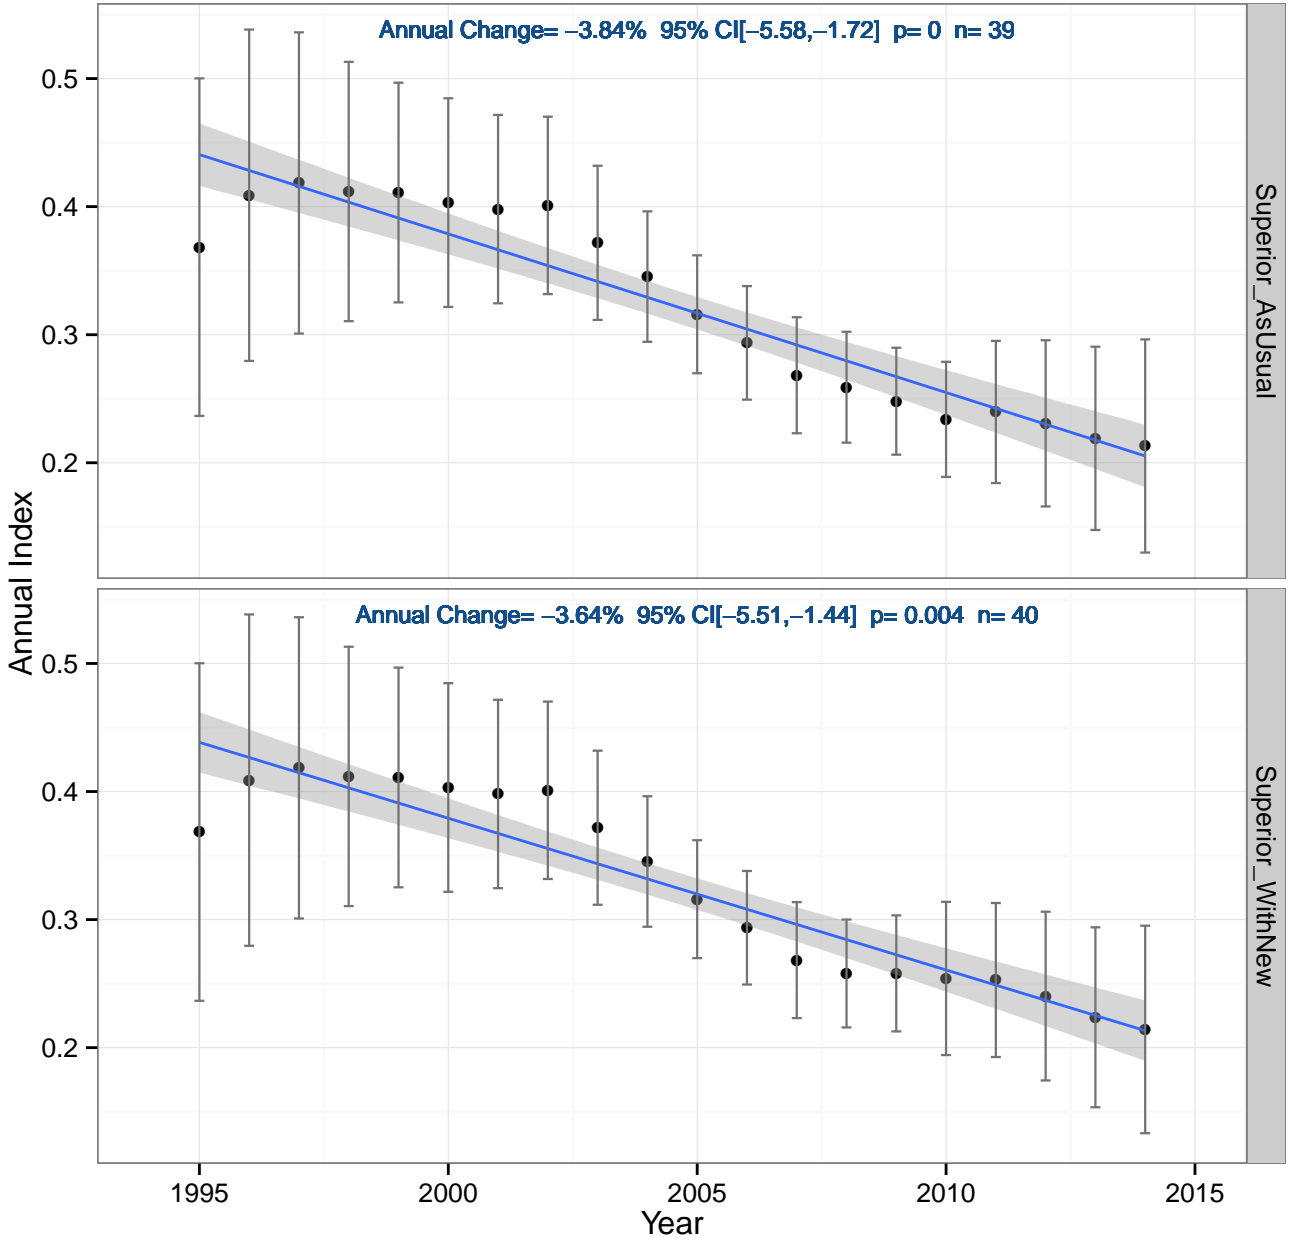 Annual Change= −3.84%  95% CI[−5.58,−1.72]  p= 0  n= 39
0.5
0.4
0.3
0.2
Superior_AsUsual
Annual Index
Annual Change= −3.64%  95% CI[−5.51,−1.44]  p= 0.004  n= 40
0.5
0.4
0.3
0.2
Superior_WithNew
1995 2000 2005 2010 2015
Year